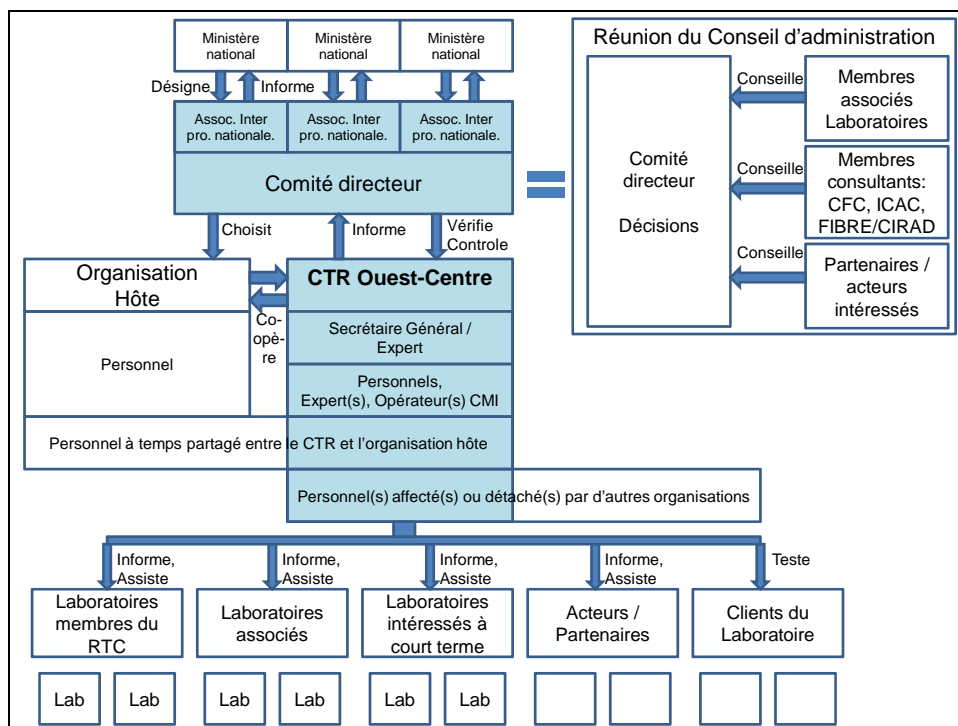 Ministère
national
Ministère
national
Ministère
national
Désigne
Informe
Assoc. Inter
pro. nationale.
Assoc. Inter
pro. nationale.
Assoc. Inter
pro. nationale.
Comité directeur
Choisit
Informe
Vérifie
Controle
Organisation
Hôte
CTR Ouest-Centre
Co-
opè-
re
Personnel
Secrétaire Général /
Expert
Personnels,
Expert(s), Opérateur(s) CMI
Personnel à temps partagé entre le CTR et l'organisation hôte
Personnel(s) affecté(s) ou détaché(s) par d'autres organisations
Informe,
Assiste
Informe,
Assiste
Informe,
Assiste
Informe,
Assiste
Teste
Laboratoires
membres du
RTC
Laboratoires
associés
Laboratoires
intéressés à
court terme
Acteurs /
Partenaires
Clients du
Laboratoire
Lab
Lab
Lab
Lab
Lab
Lab
Réunion du Conseil d'administration
Comité
directeur
Décisions
Conseille
Membres
associés
Laboratoires
Conseille
Membres
consultants:
CFC, ICAC,
FIBRE/CIRAD
Conseille
Partenaires /
acteurs
intéressés